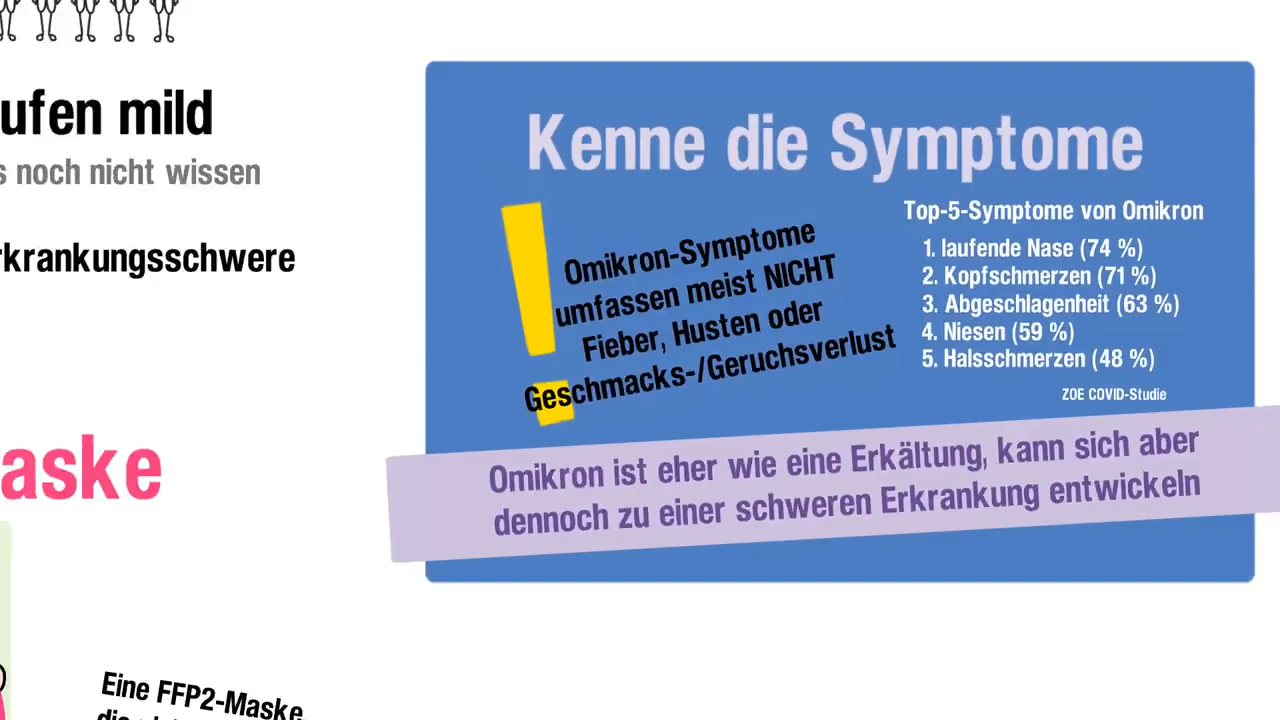 ufen mild
s noch nicht wissen
rkrankungsschwere
aske
Eine FFP2-Maske,
Kenne die Symptome
Omikron-Symptome
umfassen meist NICHT
Fieber, Husten oder
Geschmacks-/Geruchsverlust
Top-5-Symptome von Omikron
1. laufende Nase (74 %)
2. Kopfschmerzen (71 %)
3. Abgeschlagenheit (63 %)
4. Niesen (59 %)
5. Halsschmerzen (48 %)
ZOE COVID-Studie
Omikron ist eher wie eine Erkältung, kann sich aber
dennoch zu einer schweren Erkrankung entwickeln